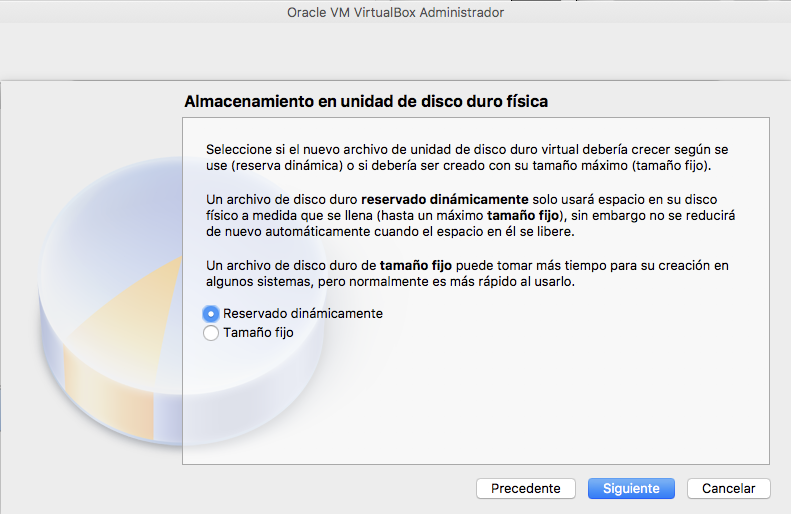 Oracle VM VirtualBox Administrador
Almacenamiento en unidad de disco duro física
Seleccione si el nuevo archivo de unidad de disco duro virtual debería crecer según se
use (reserva dinámica) o si debería ser creado con su tamaño máximo (tamaño fijo).
Un archivo de disco duro reservado dinámicamente solo usará espacio en su disco
físico a medida que se llena (hasta un máximo tamaño fijo), sin embargo no se reducirá
de nuevo automáticamente cuando el espacio en él se libere.
Un archivo de disco duro de tamaño fijo puede tomar más tiempo para su creación en
algunos sistemas, pero normalmente es más rápido al usarlo.
Reservado dinámicamente
Tamaño fijo
Precedente
Siguiente
Cancelar